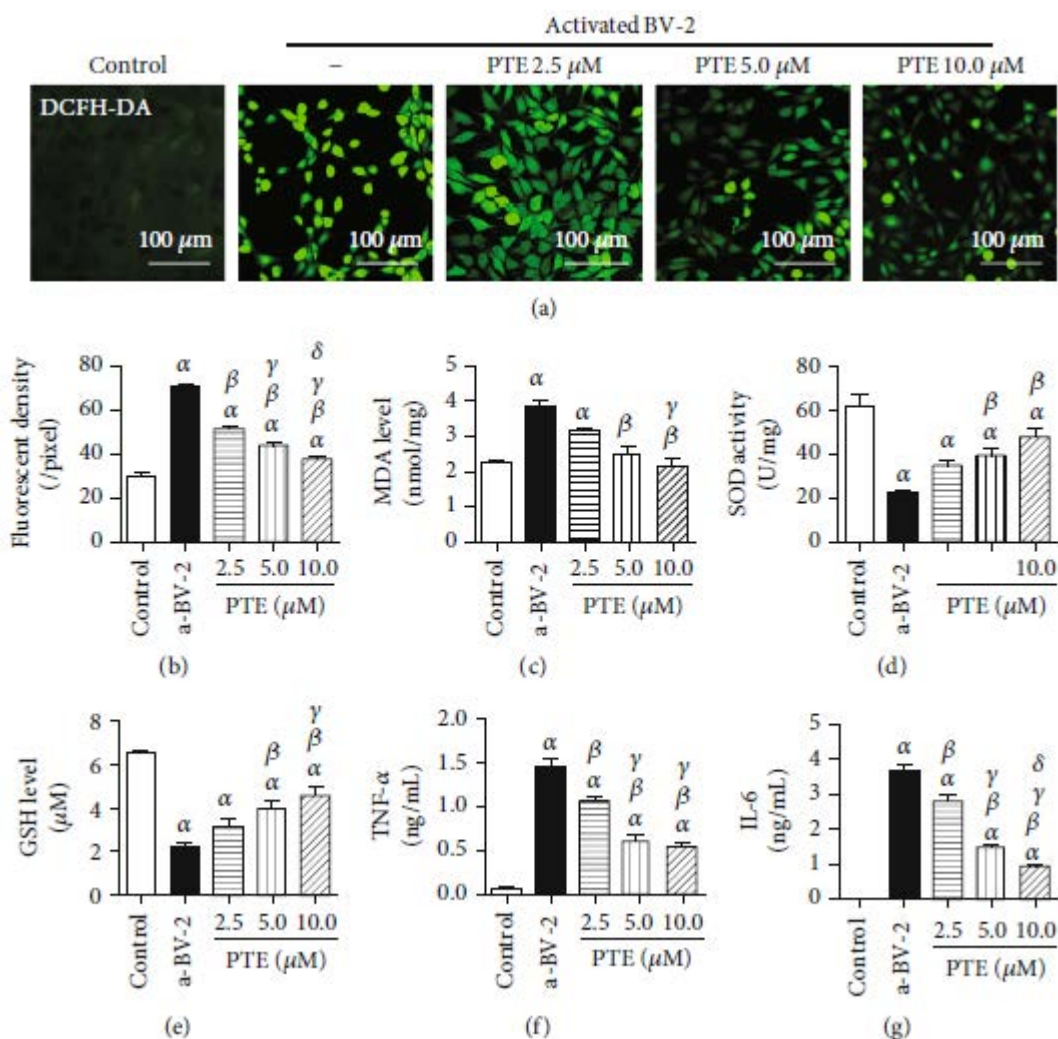 Activated BV-2
Control – PTE 2.5 μM PTE 5.0 μM PTE 10.0 μM
DCFH-DA
100 μm 100 μm 100 μm 100 μm 100 μm
(a)
Fluorescent density
(/pixel)
80
60
40
20
0
α
β
α
γ
β
α
δ
γ
β
α
Control
a-BV-2
2.5 5.0 10.0
PTE (μM)
(b)
MDA level
(nmol/mg)
5
4
3
2
1
0
α
α
β
γ
β
Control
a-BV-2
2.5 5.0 10.0
PTE (μM)
(c)
SOD activity
(U/mg)
80
60
40
20
0
α
α
β
α
β
α
Control
a-BV-2
10.0
PTE (μM)
(d)
GSH level
(μM)
8
6
4
2
0
α
α
β
α
γ
β
α
Control
a-BV-2
2.5 5.0 10.0
PTE (μM)
(e)
TNF-α
(ng/mL)
2.0
1.5
1.0
0.5
0.0
α
β
α
γ
β
α
γ
β
α
Control
a-BV-2
2.5 5.0 10.0
PTE (μM)
(f)
IL-6
(ng/mL)
5
4
3
2
1
0
α
β
α
γ
β
α
δ
γ
β
α
Control
a-BV-2
2.5 5.0 10.0
PTE (μM)
(g)